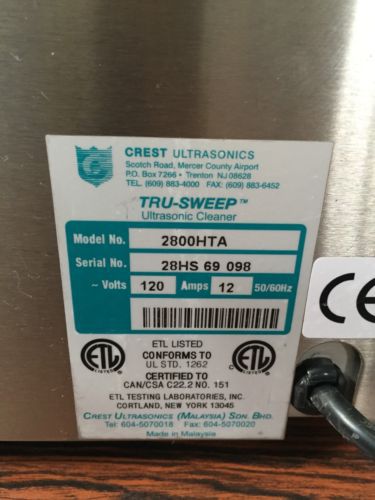 C
CREST ULTRASONICS
Scotch Road, Mercer County Airport
P.O. Box 7266 • Trenton NJ 08628
TEL. (609) 883-4000 FAX: (609) 883-6452
TRU-SWEEP™
Ultrasonic Cleaner
Model No. 2800HTA
Serial No. 28HS 69 098
~ Volts 120 Amps 12 50/60Hz
ETL LISTED
CONFORMS TO
UL STD. 1262
CERTIFIED TO
CAN/CSA C22.2 NO. 151
ETL TESTING LABORATORIES, INC.
CORTLAND, NEW YORK 13045
CREST ULTRASONICS (MALAYSIA) SDN. BHD.
Tel: 604-5070018 Fax: 604-5070020
Made in Malaysia
ETL
C ETL
CE